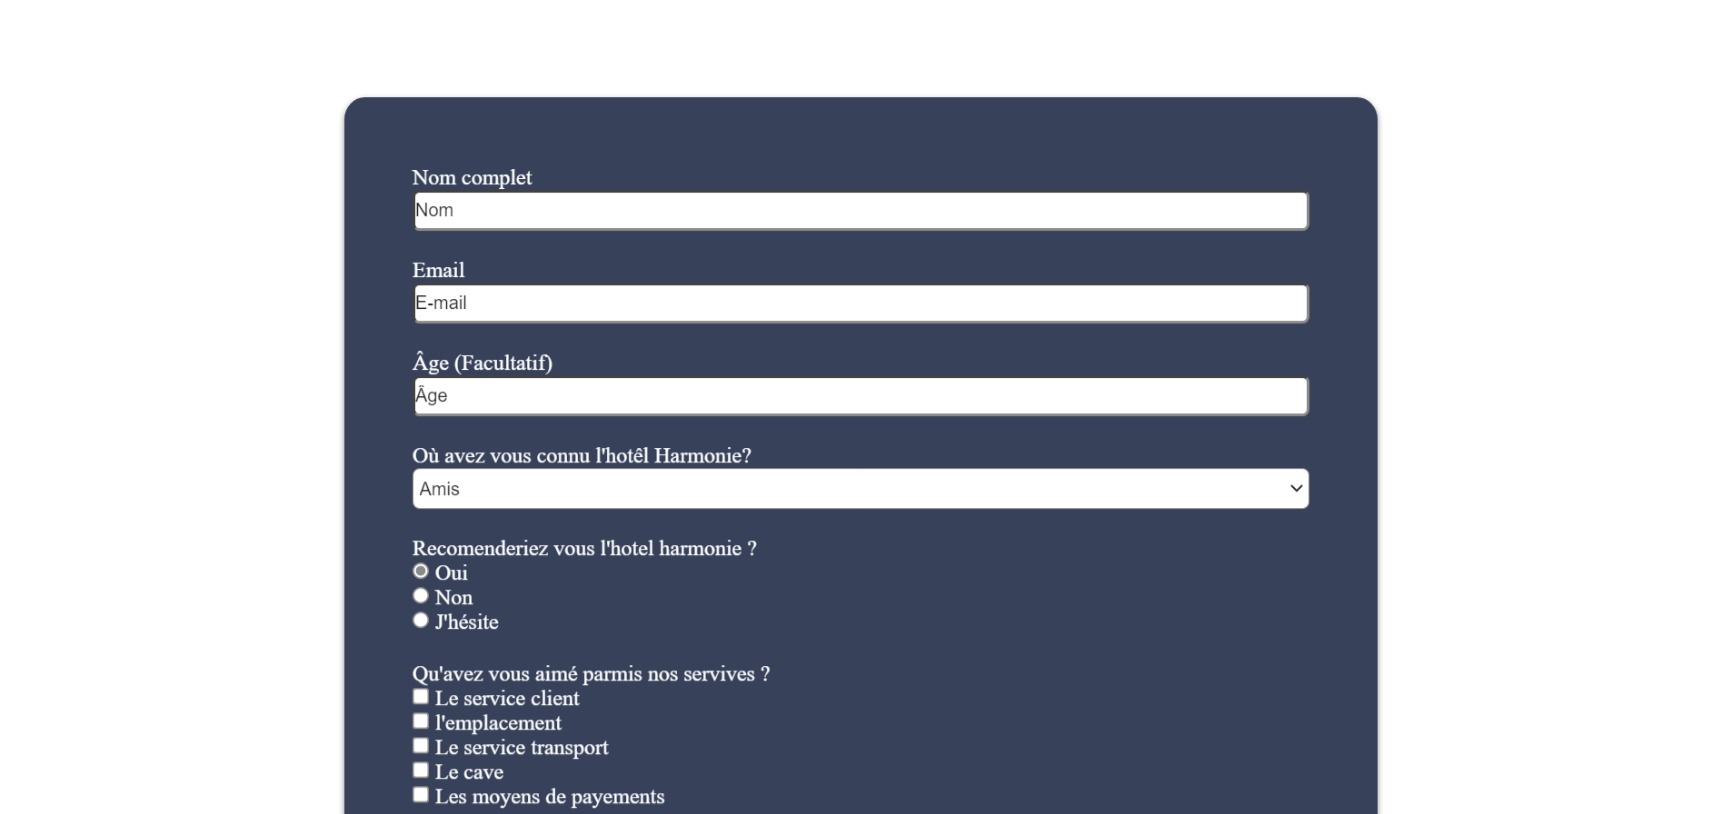 Nom complet
Nom
Email
E-mail
Âge (Facultatif)
Âge
Où avez vous connu l'hotêl Harmonie?
Amis
Recomenderiez vous l'hotel harmonie ?
Oui
Non
J'hésite
Qu'avez vous aimé parmis nos servives ?
Le service client
l'emplacement
Le service transport
Le cave
Les moyens de payements